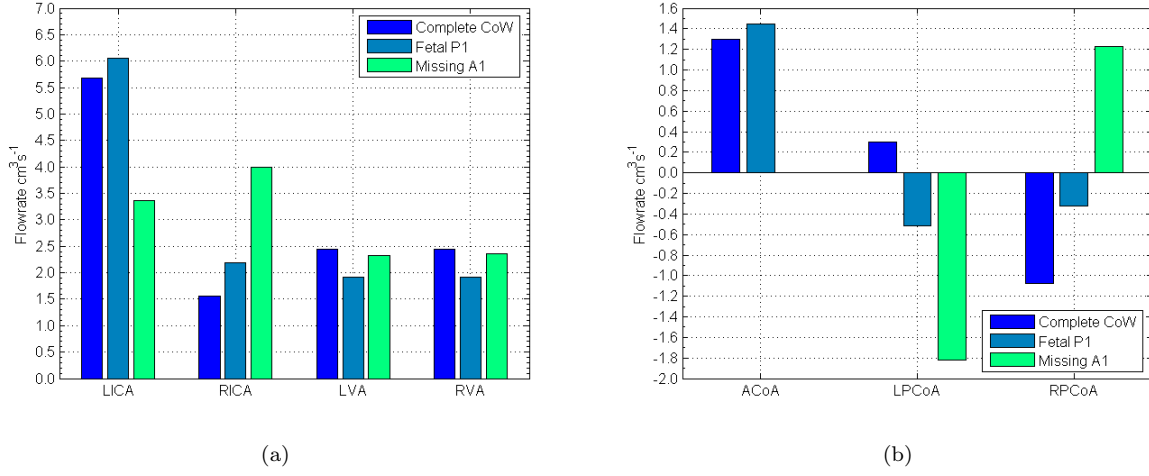 7.0
6.5
6.0
5.5
5.0
4.5
4.0
3.5
3.0
2.5
2.0
1.5
1.0
0.5
0.0
Flowrate cm³s⁻¹
Complete CoW
Fetal P1
Missing A1
LICA RICA LVA RVA
(a)
1.6
1.4
1.2
1.0
0.8
0.6
0.4
0.2
0.0
-0.2
-0.4
-0.6
-0.8
-1.0
-1.2
-1.4
-1.6
-1.8
-2.0
Flowrate cm³s⁻¹
Complete CoW
Fetal P1
Missing A1
ACoA LPCoA RPCoA
(b)